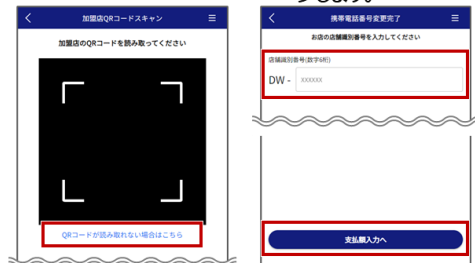 加盟店QRコードスキャン
加盟店のQRコードを読み取ってください
QRコードが読み取れない場合はこちら
携帯電話番号変更完了
お店の店舗識別番号を入力してください
店舗識別番号(数字6桁)
DW - xxxxxx
支払額入力へ